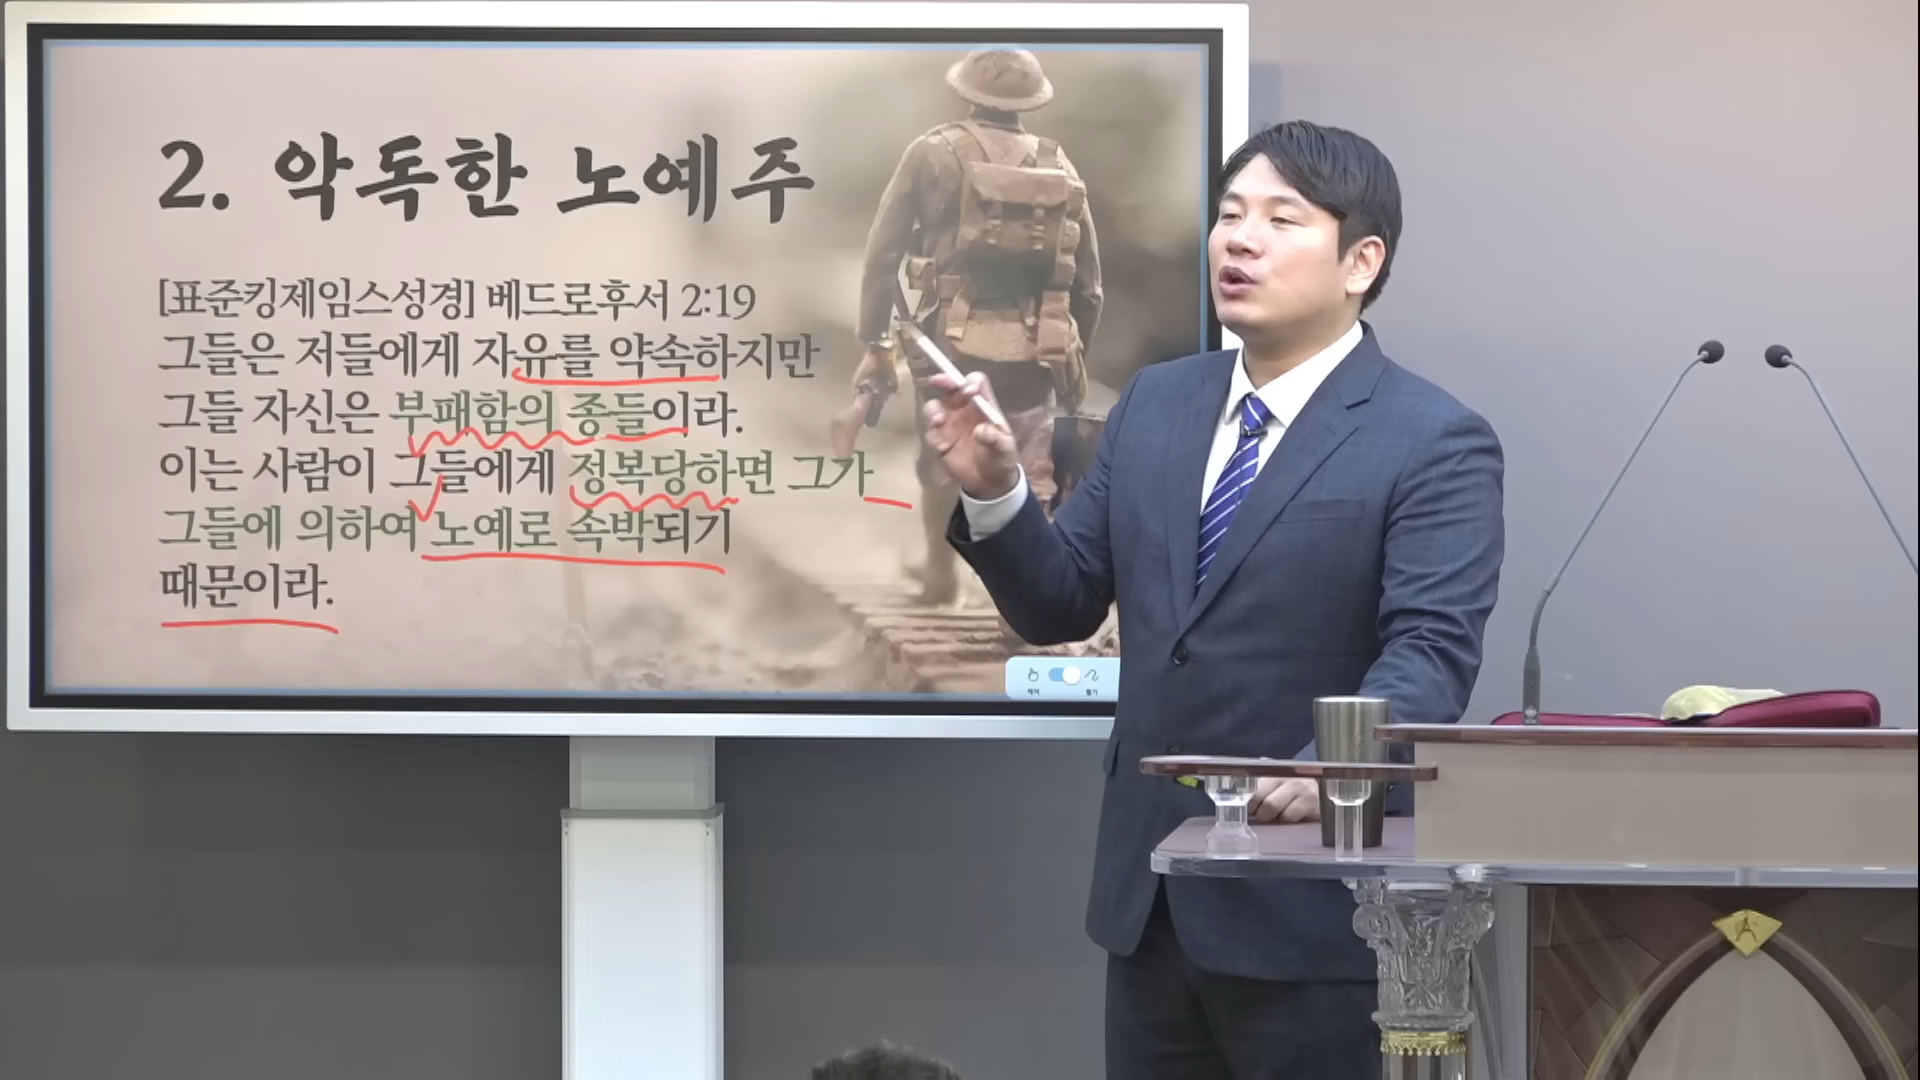 2. 악독한 노예주
[표준킹제임스성경] 베드로후서 2:19
그들은 저들에게 자유를 약속하지만
그들 자신은 부패함의 종들이라.
이는 사람이 그들에게 정복당하면 그가
그들에 의하여 노예로 속박되기
때문이라.
제어
필기